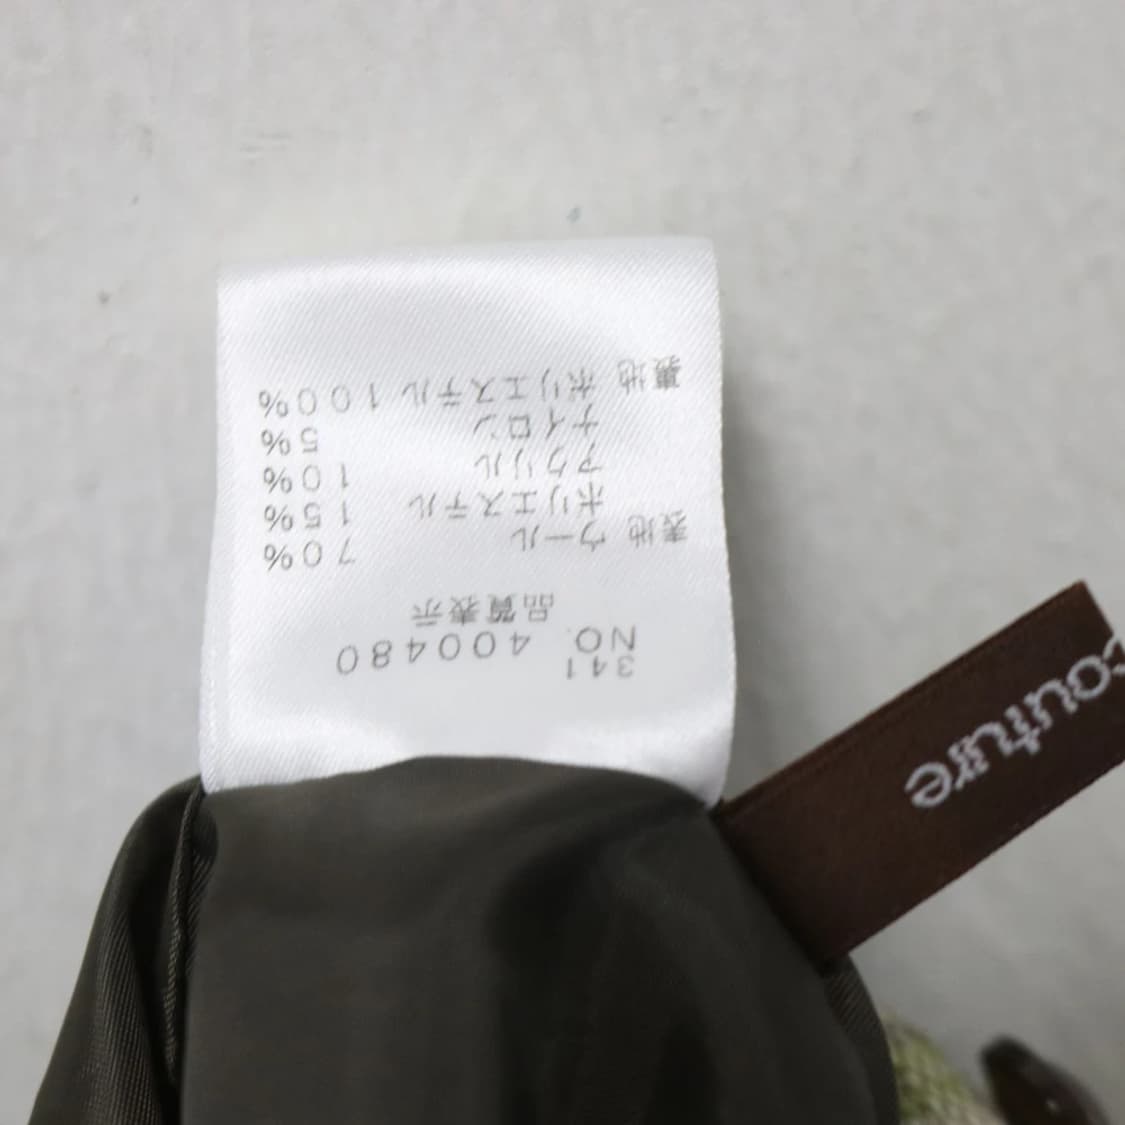 341
NO. 400480
品質表示
表地 ウール 70%
ポリエステル 15%
アクリル 10%
ナイロン 5%
裏地 ポリエステル 100%
couture